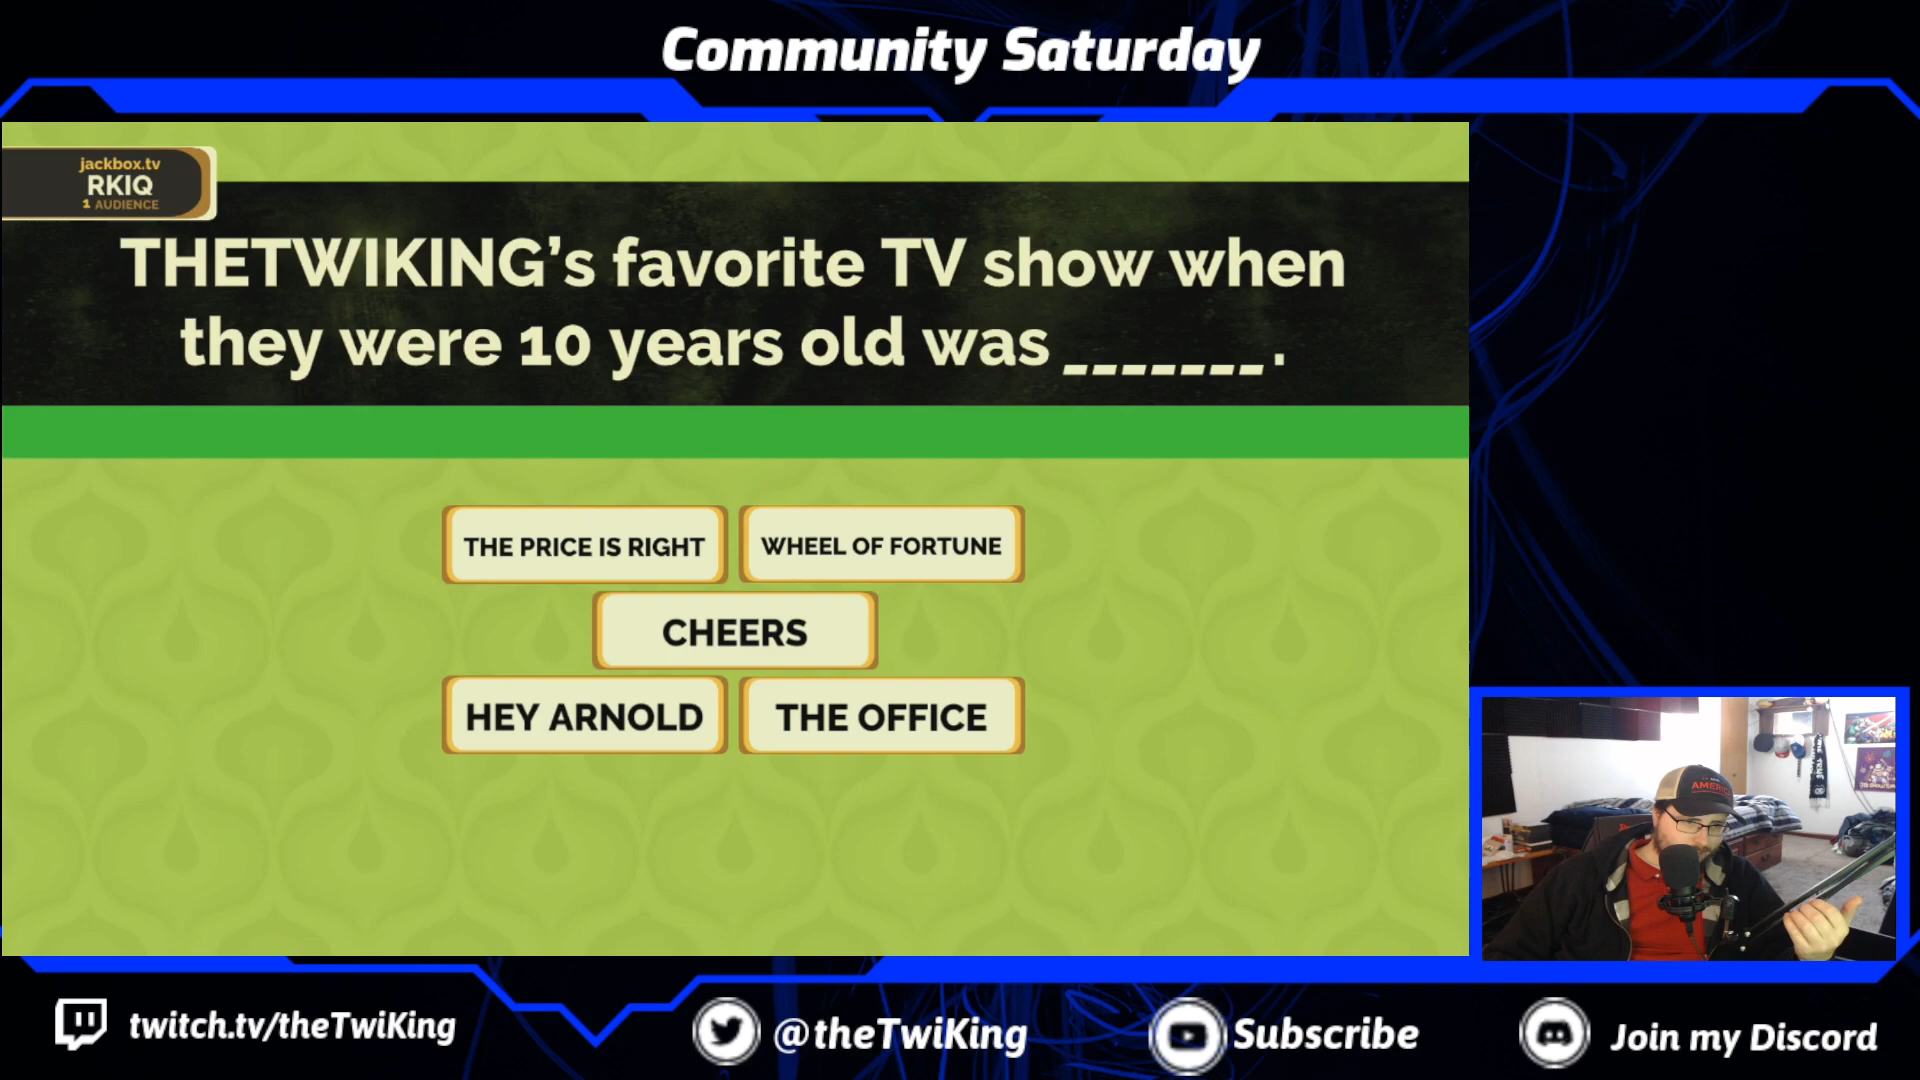 Community Saturday
jackbox.tv
RKIQ
1 AUDIENCE
THETWIKING's favorite TV show when
they were 10 years old was _______.
THE PRICE IS RIGHT
WHEEL OF FORTUNE
CHEERS
HEY ARNOLD
THE OFFICE
twitch.tv/theTwiKing
@theTwiKing
Subscribe
Join my Discord